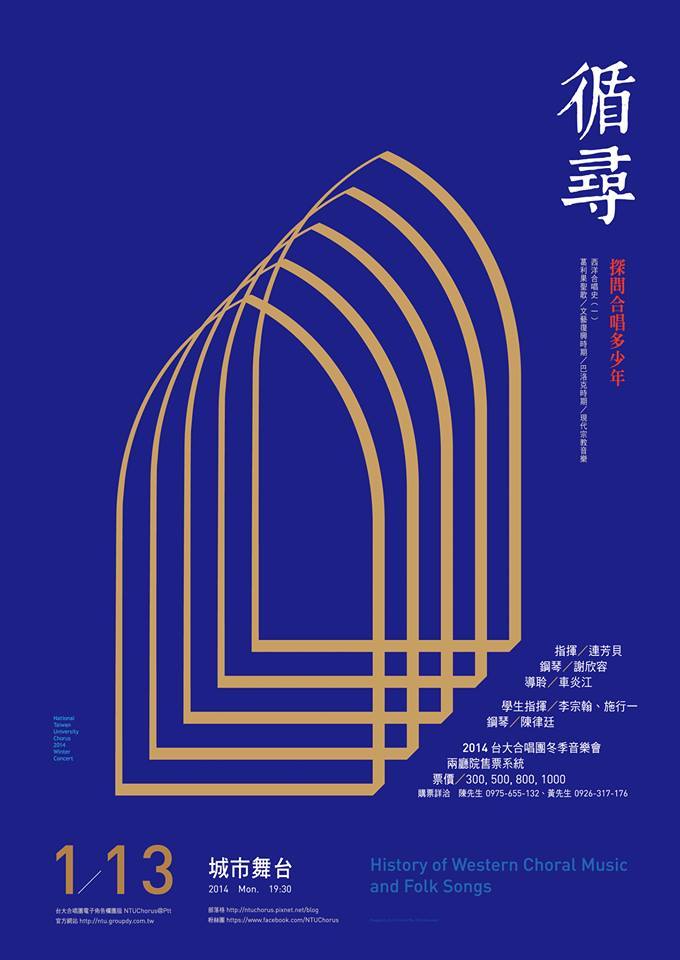 循尋
探問合唱多少年
西洋合唱史（一）
葛利果聖歌／文藝復興時期／巴洛克時期／現代宗教音樂
指揮／連芳貝
鋼琴／謝欣容
導聆／車炎江
學生指揮／李宗翰、施行一
鋼琴／陳律廷
2014 台大合唱團冬季音樂會
兩廳院售票系統
票價／300, 500, 800, 1000
購票詳洽 陳先生 0975-655-132、黃先生 0926-317-176
National
Taiwan
University
Chorus
2014
Winter
Concert
1/13
城市舞台
2014 Mon. 19:30
History of Western Choral Music
and Folk Songs
台大合唱團電子佈告欄團版 NTUChorus@Ptt
官方網站 http://ntu.groupdy.com.tw
部落格 http://ntuchorus.pixnet.net/blog
粉絲團 https://www.facebook.com/NTUChorus